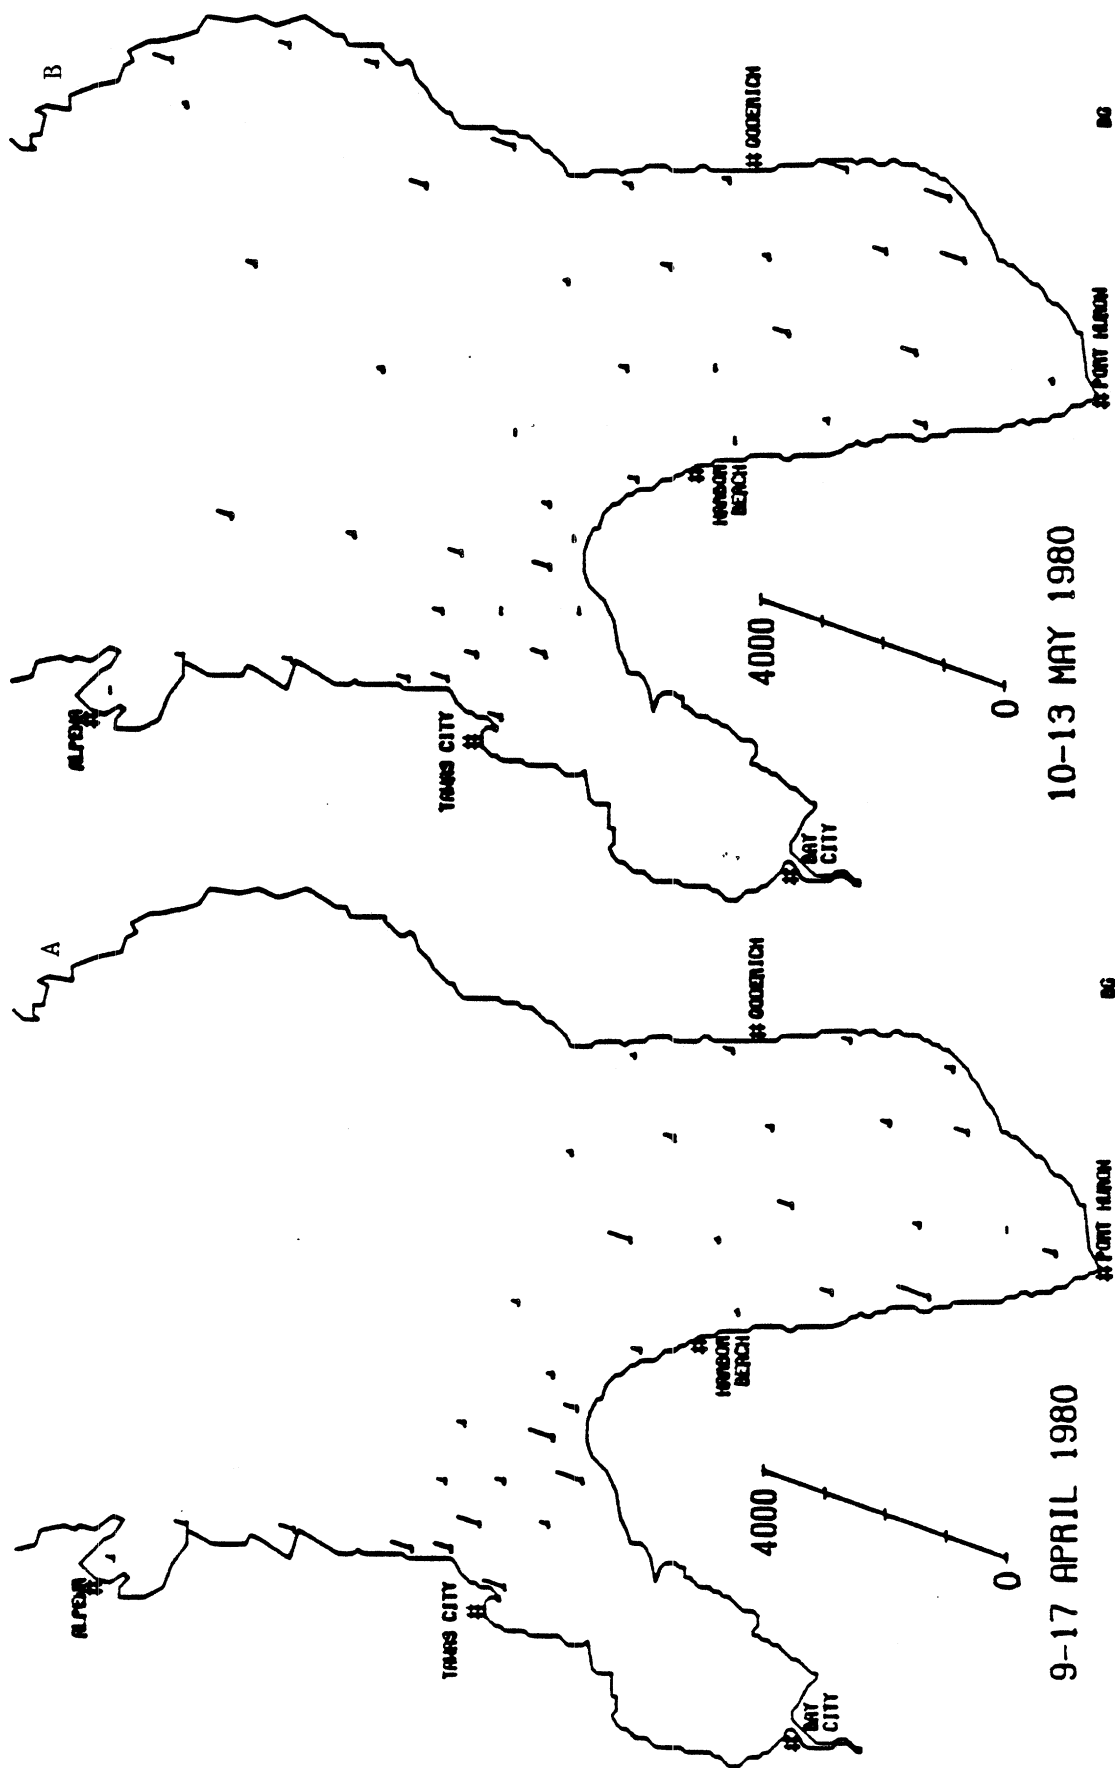 A
#
ALPENA
TAWAS CITY
#
# GODERICH
#
HARBOR
BEACH
4000
#
BAY
CITY
0
9-17 APRIL 1980
# PORT HURON
BG
B
#
ALPENA
TAWAS CITY
#
# GODERICH
#
HARBOR
BEACH
4000
#
BAY
CITY
0
10-13 MAY 1980
# PORT HURON
BG